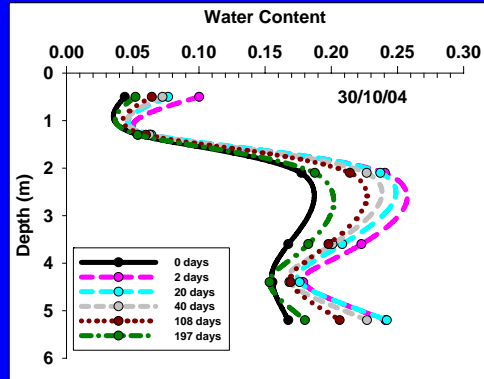 Water Content
0.00 0.05 0.10 0.15 0.20 0.25 0.30
0
1
2
3
4
5
6
Depth (m)
30/10/04
0 days
2 days
20 days
40 days
108 days
197 days